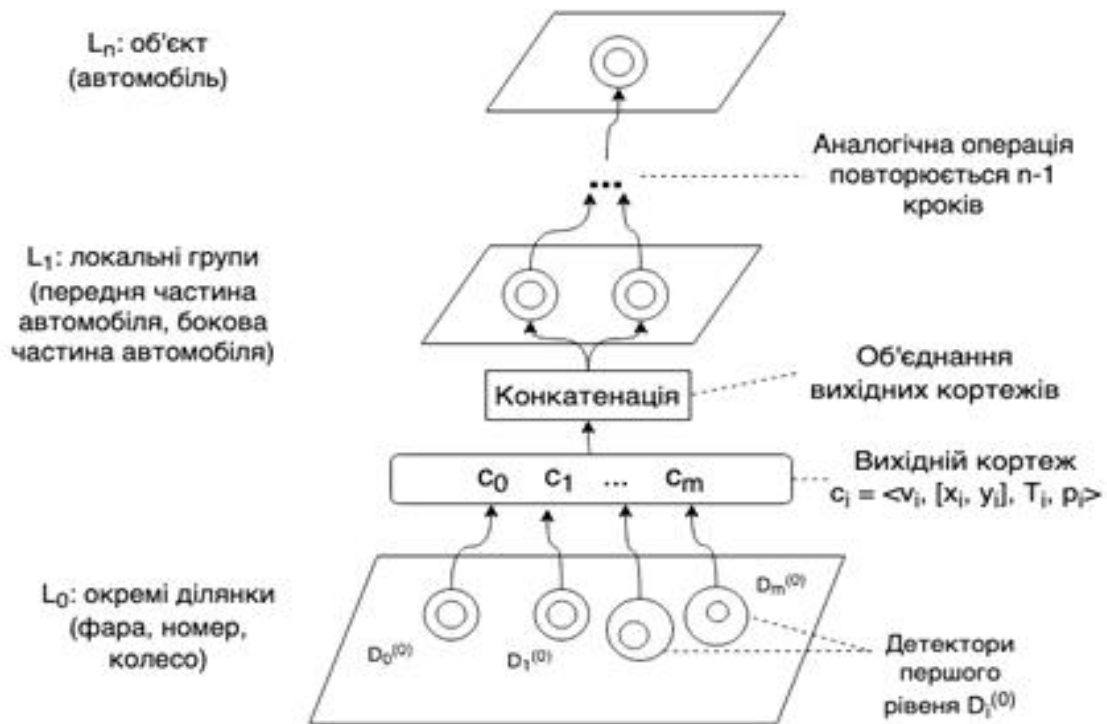 Lₙ: об'єкт
(автомобіль)
Аналогічна операція
повторюється n-1
кроків
L₁: локальні групи
(передня частина
автомобіля, бокова
частина автомобіля)
Об'єднання
вихідних кортежів
Конкатенація
c₀ c₁ ... cₘ
Вихідній кортеж
cᵢ = <vᵢ, [xᵢ, yᵢ], Tᵢ, pᵢ>
L₀: окремі ділянки
(фара, номер,
колесо)
D₀⁽⁰⁾
D₁⁽⁰⁾
Dₘ⁽⁰⁾
Детектори
першого
рівеня Dᵢ⁽⁰⁾